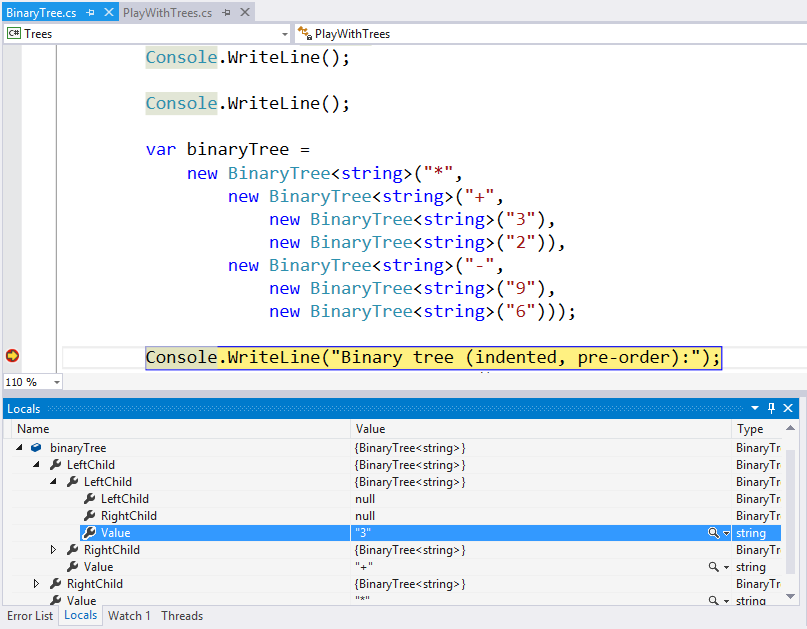 BinaryTree.cs PlayWithTrees.cs
C# Trees PlayWithTrees
Console.WriteLine();
Console.WriteLine();
var binaryTree =
new BinaryTree<string>("*",
new BinaryTree<string>("+",
new BinaryTree<string>("3"),
new BinaryTree<string>("2")),
new BinaryTree<string>("-",
new BinaryTree<string>("9"),
new BinaryTree<string>("6")));
Console.WriteLine("Binary tree (indented, pre-order):");
110 %
Locals
Name Value Type
binaryTree {BinaryTree<string>} BinaryTr
LeftChild {BinaryTree<string>} BinaryTr
LeftChild {BinaryTree<string>} BinaryTr
LeftChild null BinaryTr
RightChild null BinaryTr
Value "3" string
RightChild {BinaryTree<string>} BinaryTr
Value "+" string
RightChild {BinaryTree<string>} BinaryTr
Value "*" string
Error List Locals Watch 1 Threads